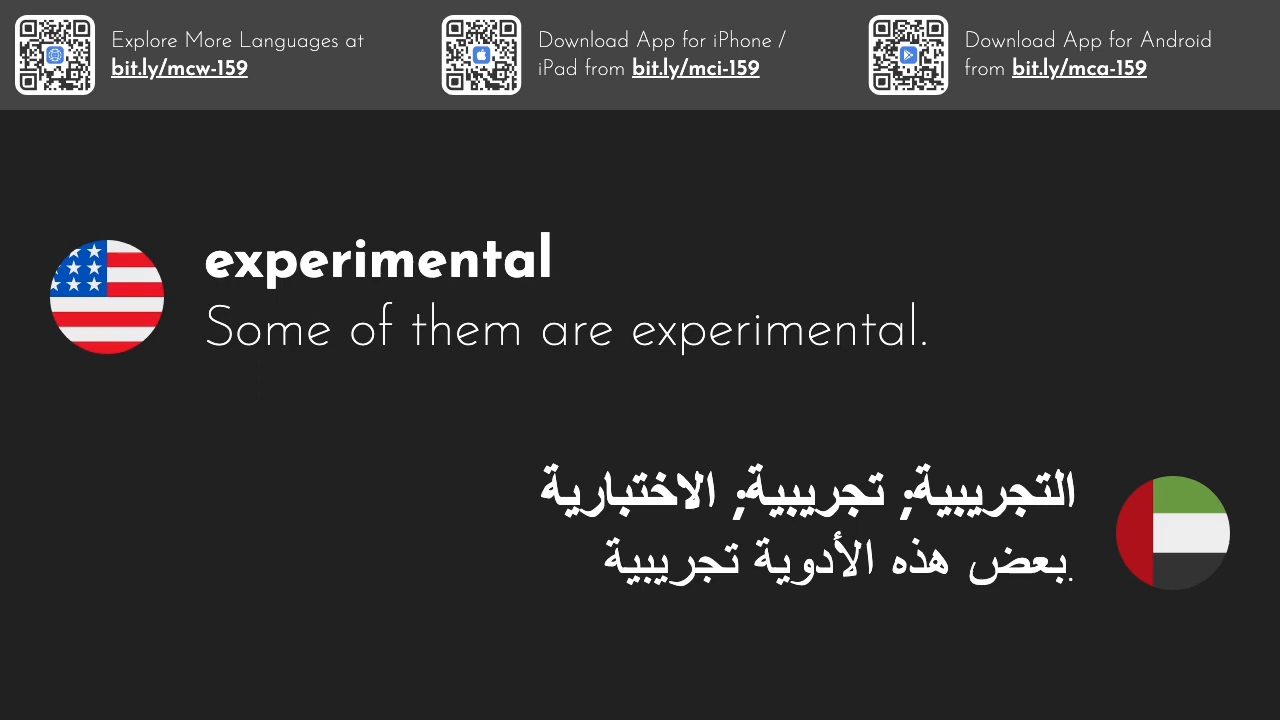 Explore More Languages at
bit.ly/mcw-159
Download App for iPhone /
iPad from bit.ly/mci-159
Download App for Android
from bit.ly/mca-159
experimental
Some of them are experimental.
التجريبية; تجريبية; الاختبارية
.بعض هذه الأدوية تجريبية